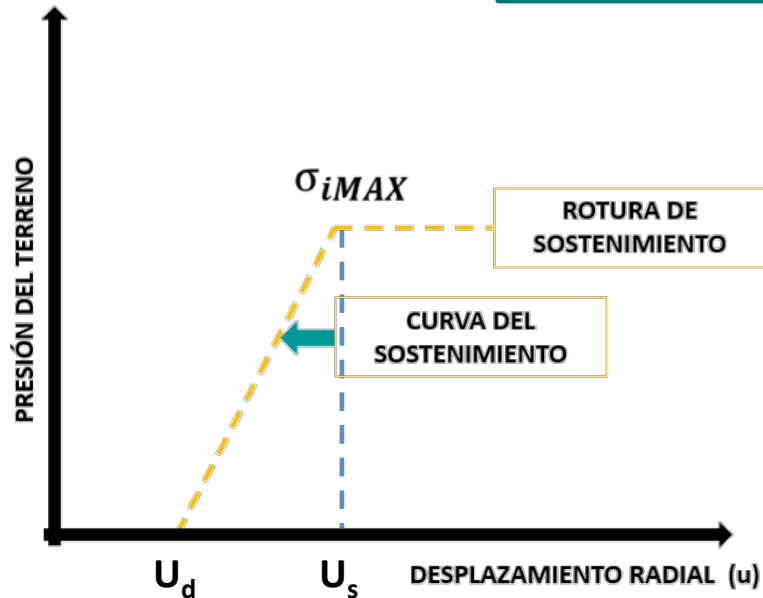 PRESIÓN DEL TERRENO
σiMAX
ROTURA DE
SOSTENIMIENTO
CURVA DEL
SOSTENIMIENTO
Ud
Us
DESPLAZAMIENTO RADIAL (u)